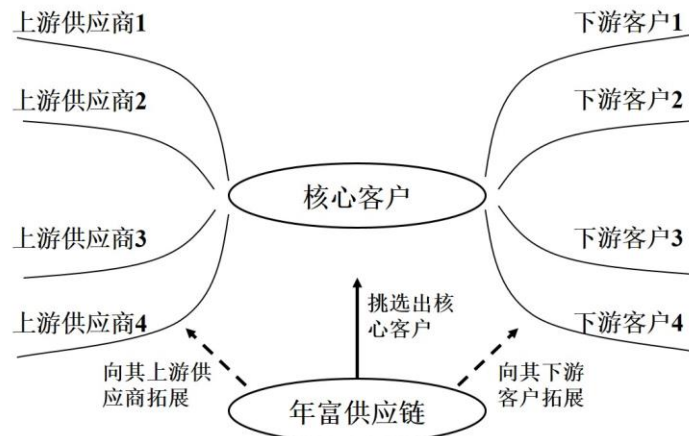 上游供应商1
下游客户1
上游供应商2
下游客户2
核心客户
上游供应商3
下游客户3
上游供应商4
下游客户4
挑选出核
心客户
向其上游供
应商拓展
向其下游
客户拓展
年富供应链